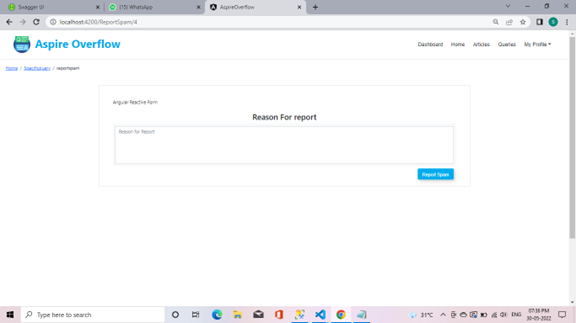 Swagger UI
(15) WhatsApp
AspireOverflow
localhost:4200/ReportSpam/4
Aspire Overflow
Dashboard Home Articles Queries My Profile
Home / SpecificQuery / reportspam
Angular Reactive Form
Reason For report
Reason for Report
Report Spam
Type here to search
31°C
ENG
07:38 PM
30-05-2022